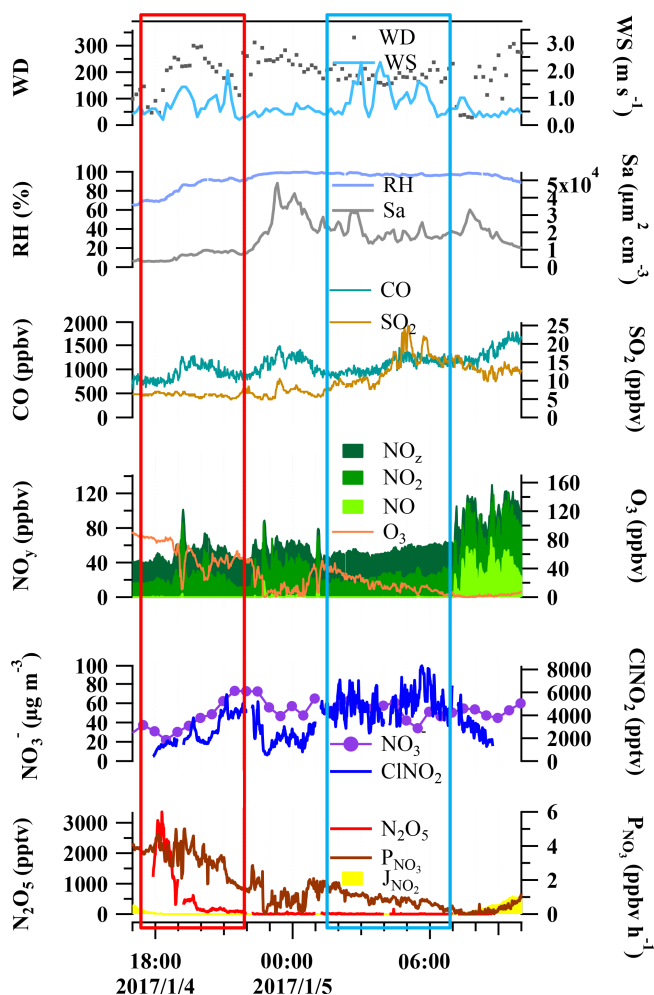 WD
300
200
100
0
WD
WS
3.0
2.0
1.0
0.0
WS (m s⁻¹)
RH (%)
100
80
60
40
20
0
RH
Sa
5x10⁴
4
3
2
1
0
Sa (µm² cm⁻³)
CO
SO₂
CO (ppbv)
2000
1500
1000
500
0
25
20
15
10
5
0
SO₂ (ppbv)
NOz
NO₂
NO
O₃
NOy (ppbv)
120
80
40
0
160
120
80
40
0
O₃ (ppbv)
NO₃⁻ (µg m⁻³)
100
80
60
40
20
0
NO₃⁻
ClNO₂
8000
6000
4000
2000
0
ClNO₂ (pptv)
N₂O₅ (pptv)
3000
2000
1000
0
N₂O₅
P_NO₃
J_NO₂
6
4
2
0
P_NO₃ (ppbv h⁻¹)
18:00 00:00 06:00
2017/1/4 2017/1/5